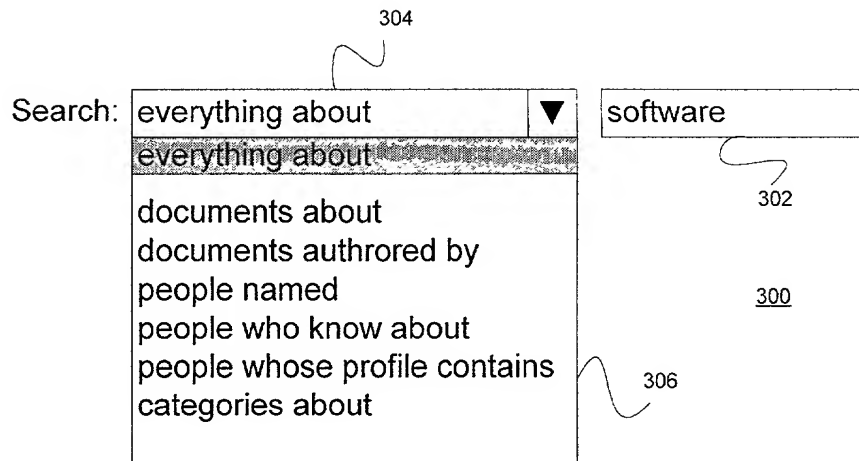 304
Search: everything about ▼ software
everything about
302
documents about
documents authrored by
people named
300
people who know about
people whose profile contains
306
categories about